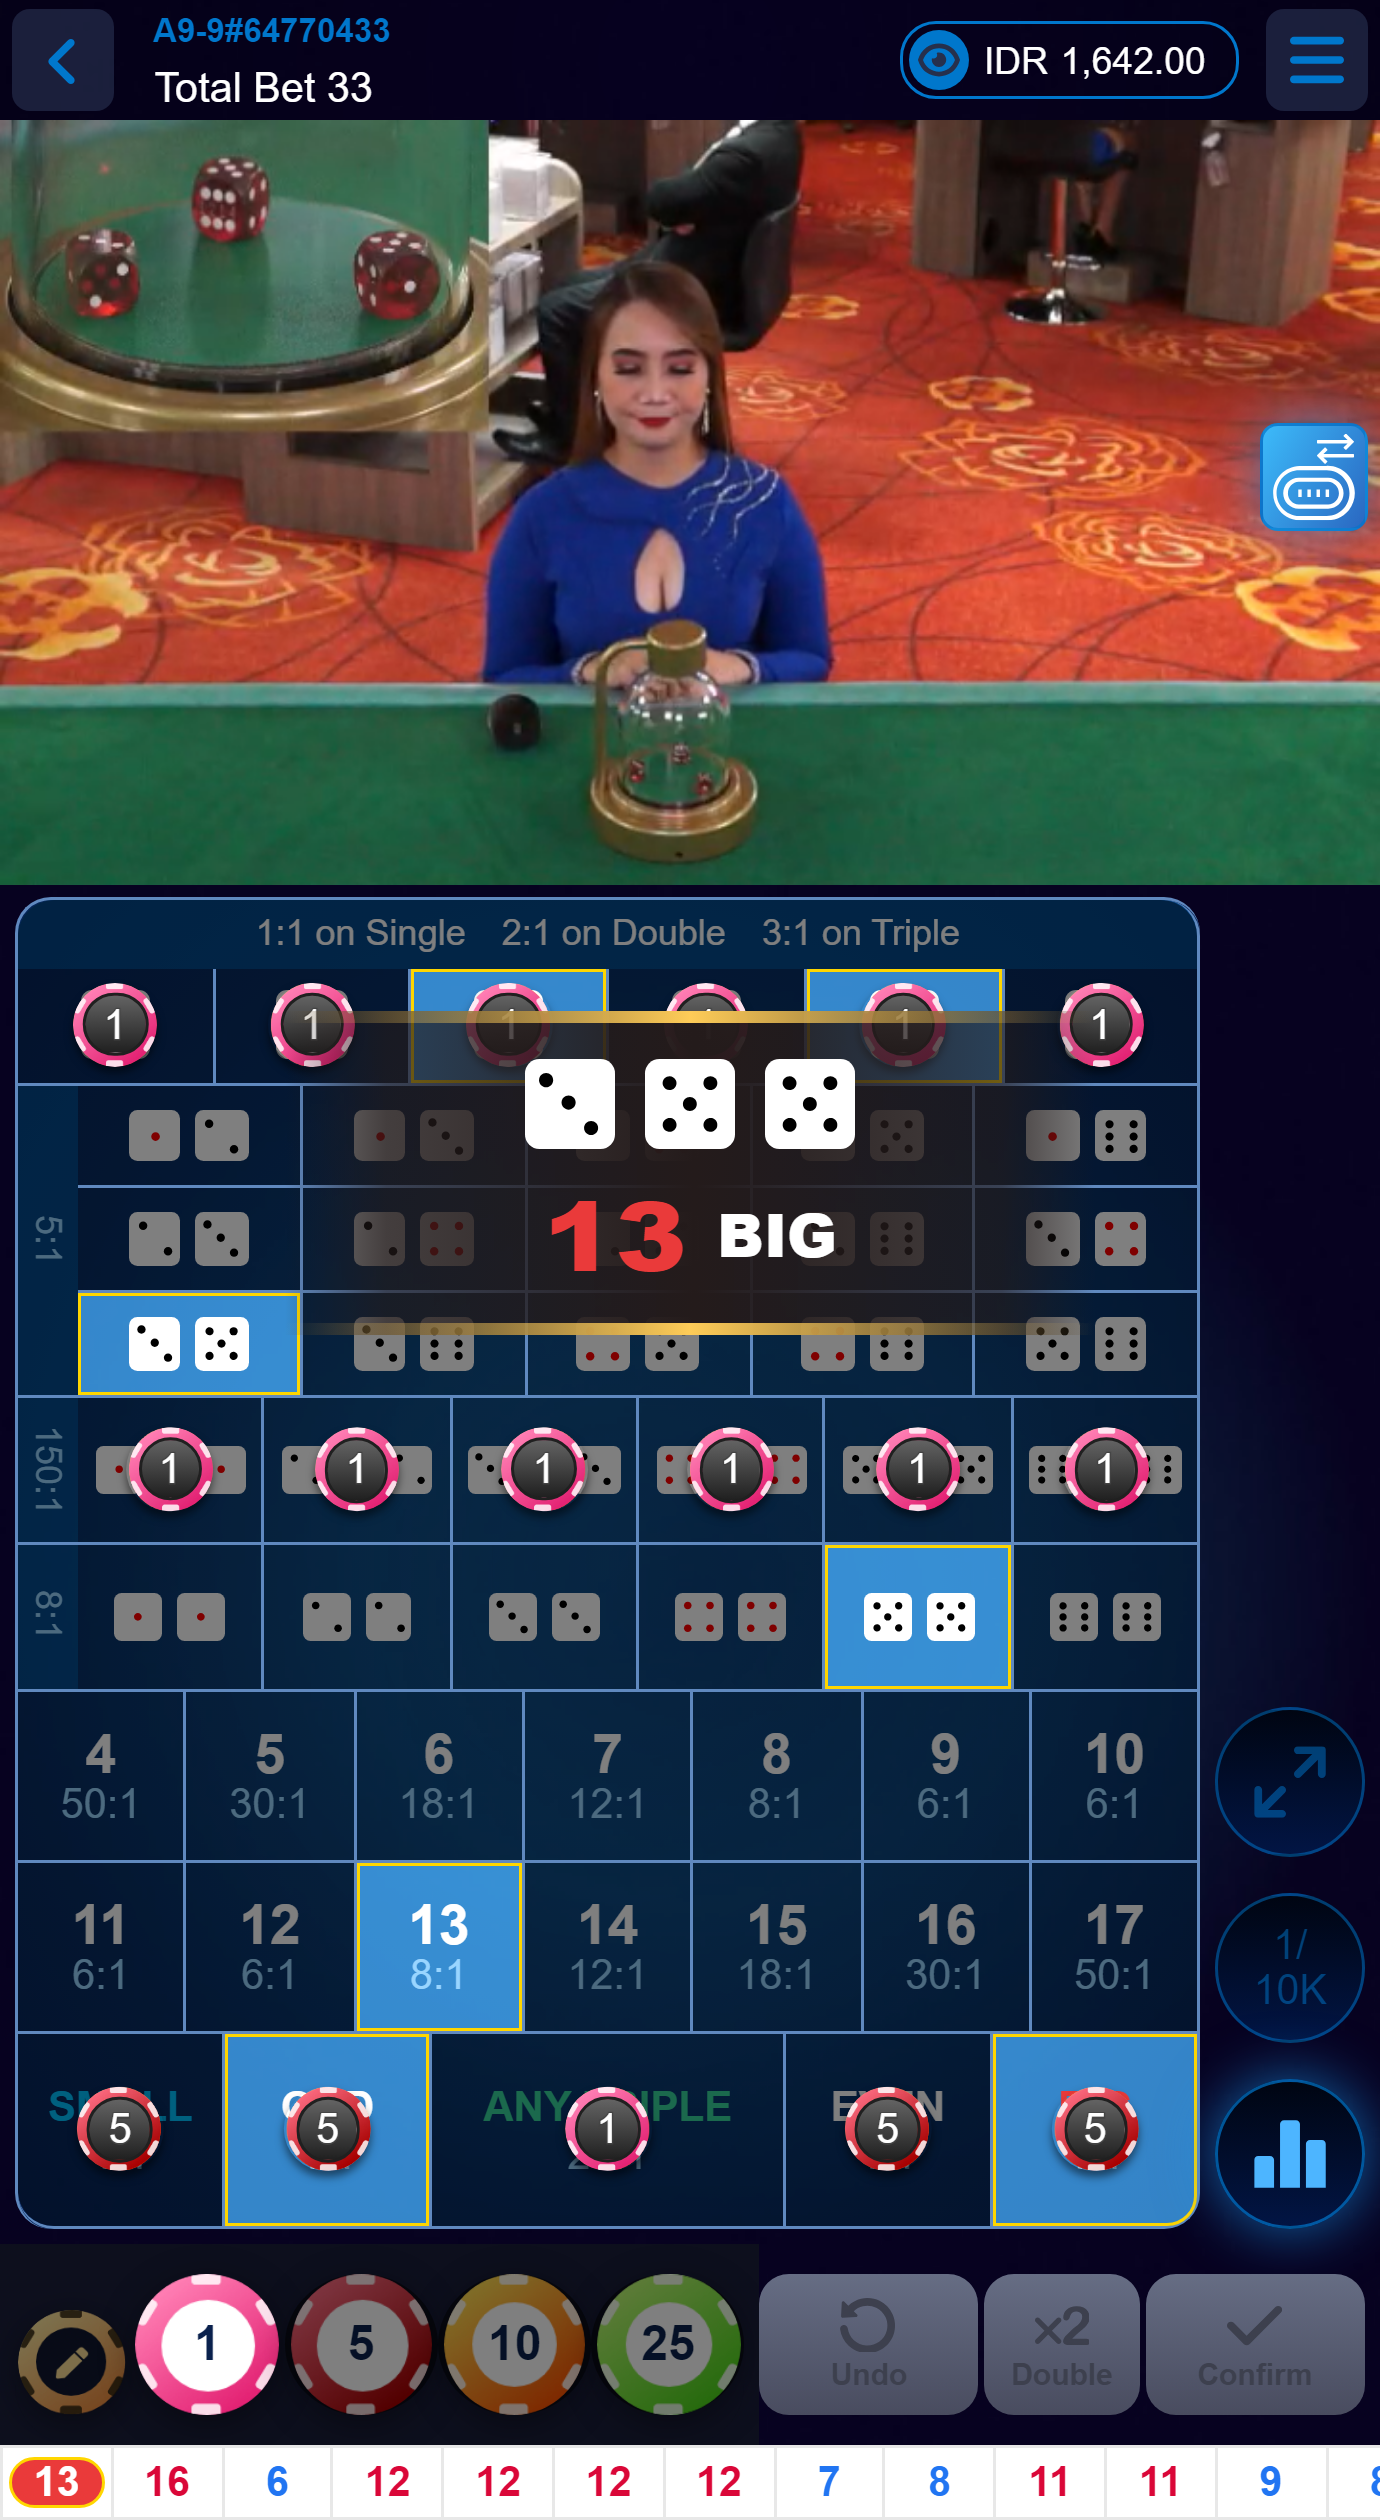 A9-9#64770433
Total Bet 33
IDR 1,642.00
1:1 on Single 2:1 on Double 3:1 on Triple
1 1 1 1 1 1
13 BIG
5:1
150:1
1 1 1 1 1 1
8:1
4 5 6 7 8 9 10
50:1 30:1 18:1 12:1 8:1 6:1 6:1
11 12 13 14 15 16 17
6:1 6:1 8:1 12:1 18:1 30:1 50:1
1/
10K
ANY
5 5 1 5 5
1 5 10 25
x2
Undo Double Confirm
13 16 6 12 12 12 12 7 8 11 11 9